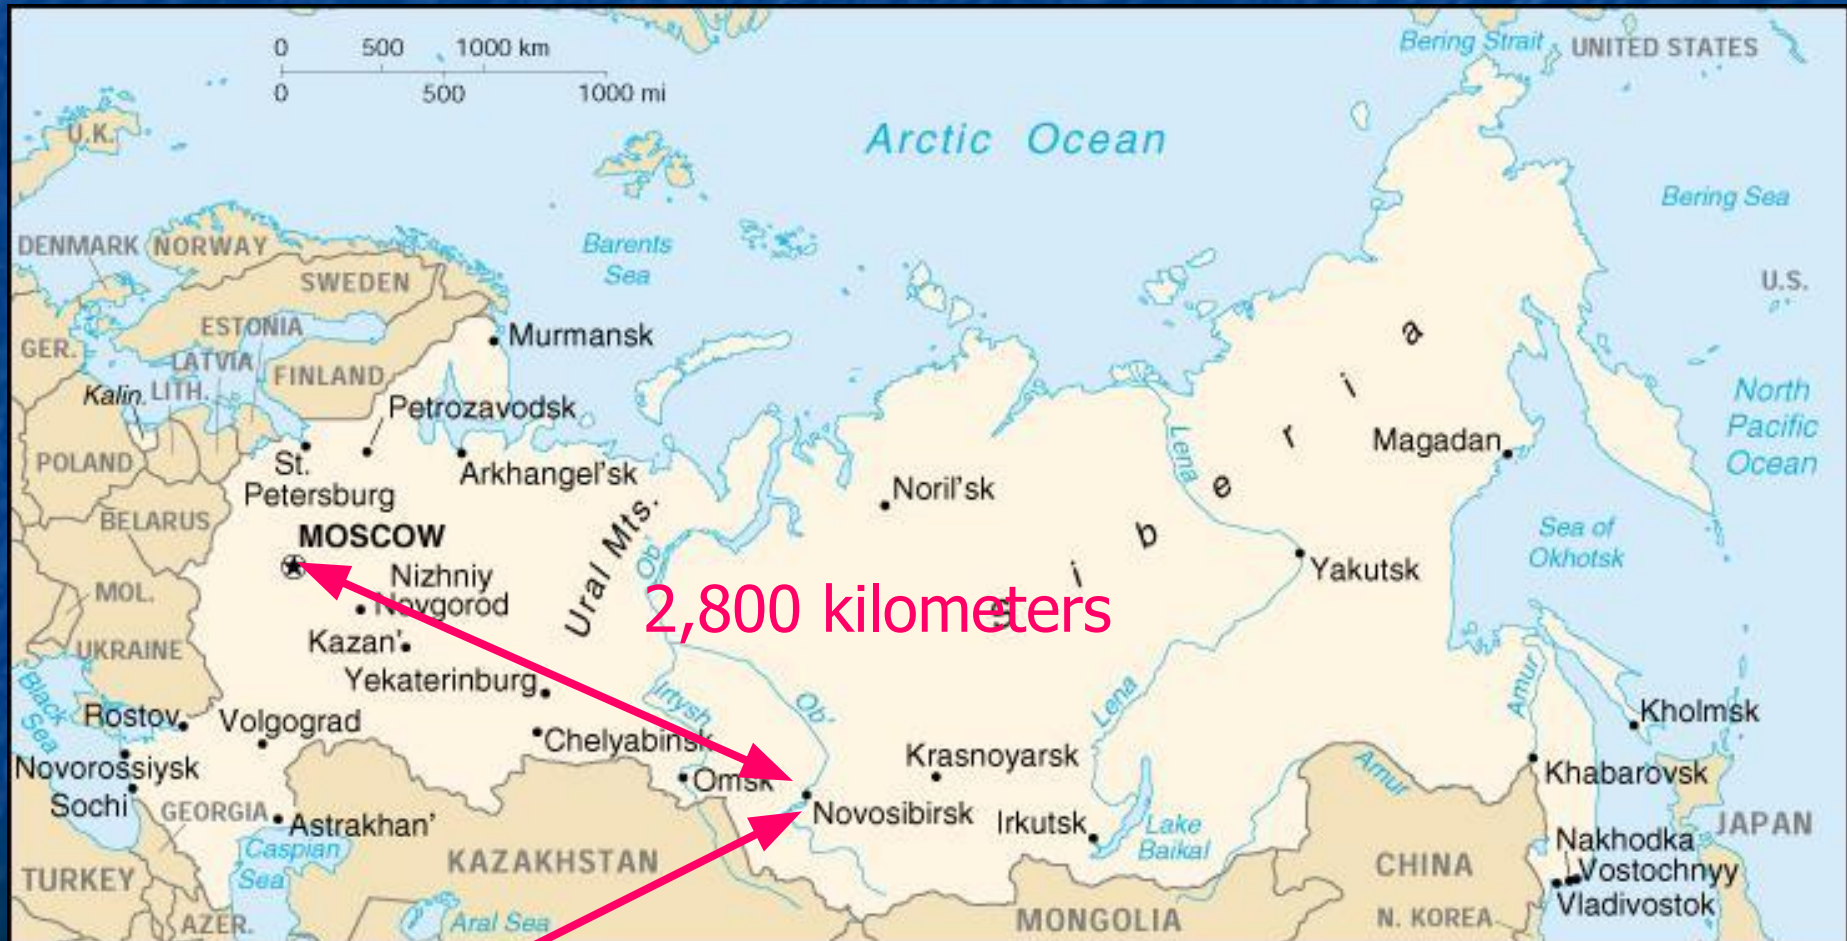 0 500 1000 km
0 500 1000 mi
Bering Strait
UNITED STATES
U.K.
Arctic Ocean
Bering Sea
DENMARK
NORWAY
Barents
Sea
SWEDEN
U.S.
ESTONIA
Murmansk
GER.
LATVIA
FINLAND
Kalin.
LITH.
Petrozavodsk
North
Pacific
Ocean
Lena
Magadan
POLAND
St.
Petersburg
Arkhangel'sk
Noril'sk
Siberia
BELARUS
MOSCOW
Ural Mts.
Ob'
Sea of
Okhotsk
Yakutsk
MOL.
Nizhniy
Novgorod
2,800 kilometers
UKRAINE
Kazan'
Yekaterinburg
Black
Sea
Irtysh
Ob'
Lena
Amur
Rostov
Volgograd
Chelyabinsk
Kholmsk
Novorossiysk
Omsk
Krasnoyarsk
Amur
Khabarovsk
Sochi
GEORGIA
Astrakhan'
Novosibirsk
Irkutsk
Lake
Baikal
JAPAN
Caspian
Sea
KAZAKHSTAN
CHINA
Nakhodka
Vostochnyy
Vladivostok
TURKEY
AZER.
Aral Sea
MONGOLIA
N. KOREA